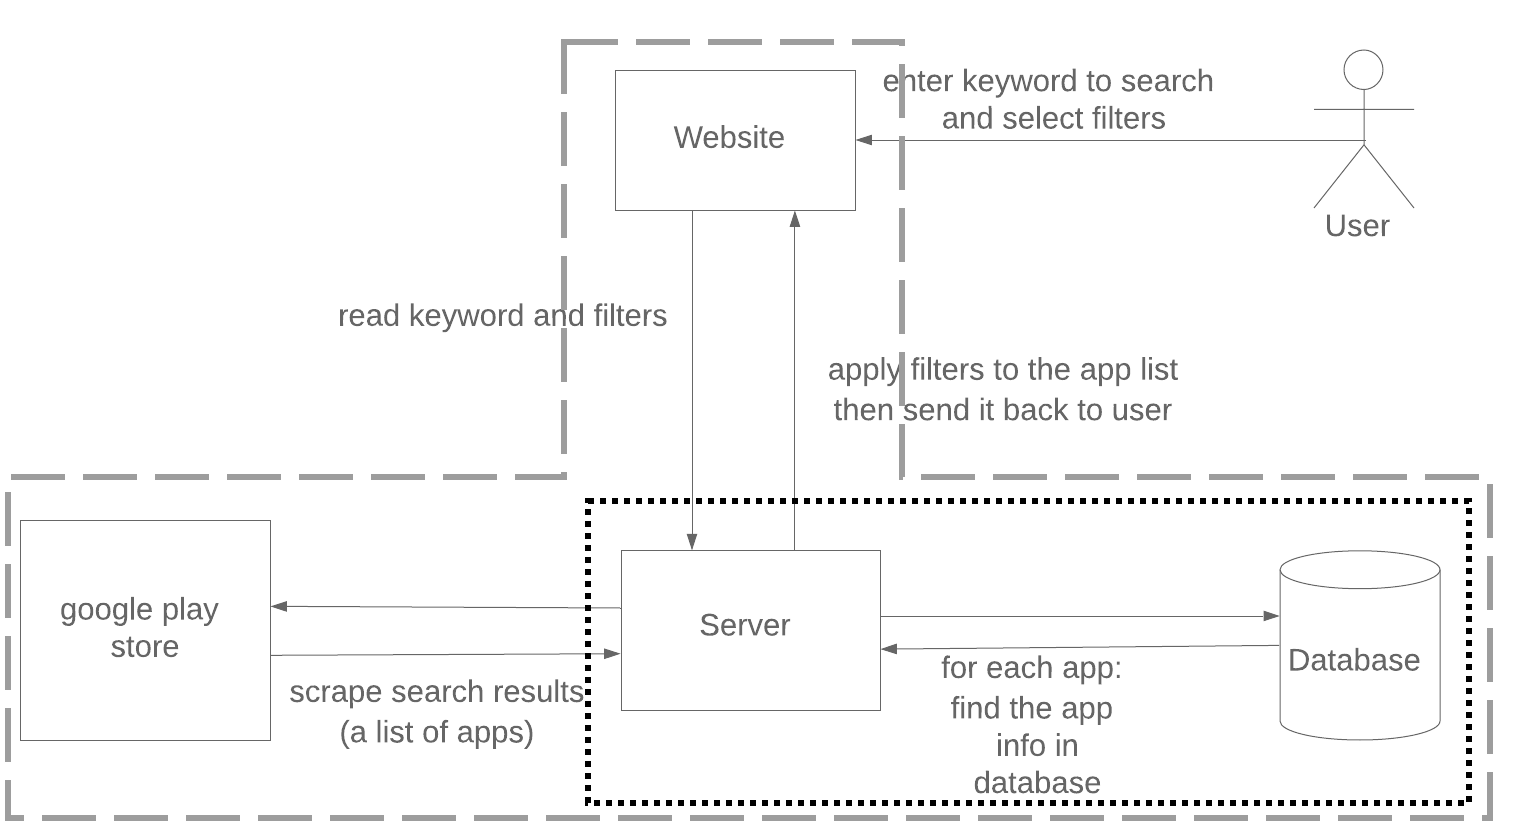 enter keyword to search
and select filters
Website
User
read keyword and filters
apply filters to the app list
then send it back to user
google play
store
Server
Database
scrape search results
(a list of apps)
for each app:
find the app
info in
database